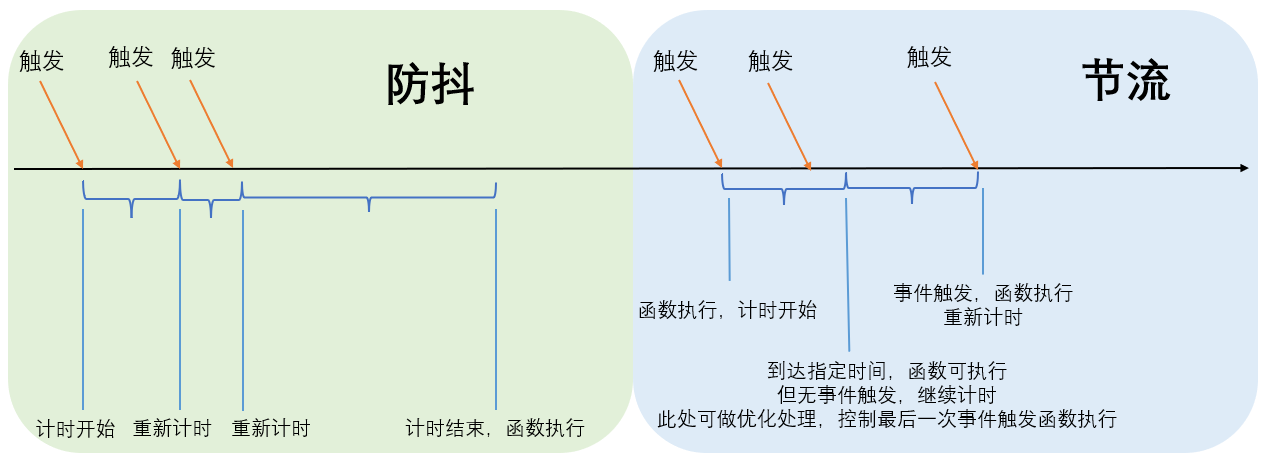 触发
触发
触发
防抖
计时开始
重新计时
重新计时
计时结束，函数执行
触发
触发
触发
节流
函数执行，计时开始
事件触发，函数执行
重新计时
到达指定时间，函数可执行
但无事件触发，继续计时
此处可做优化处理，控制最后一次事件触发函数执行